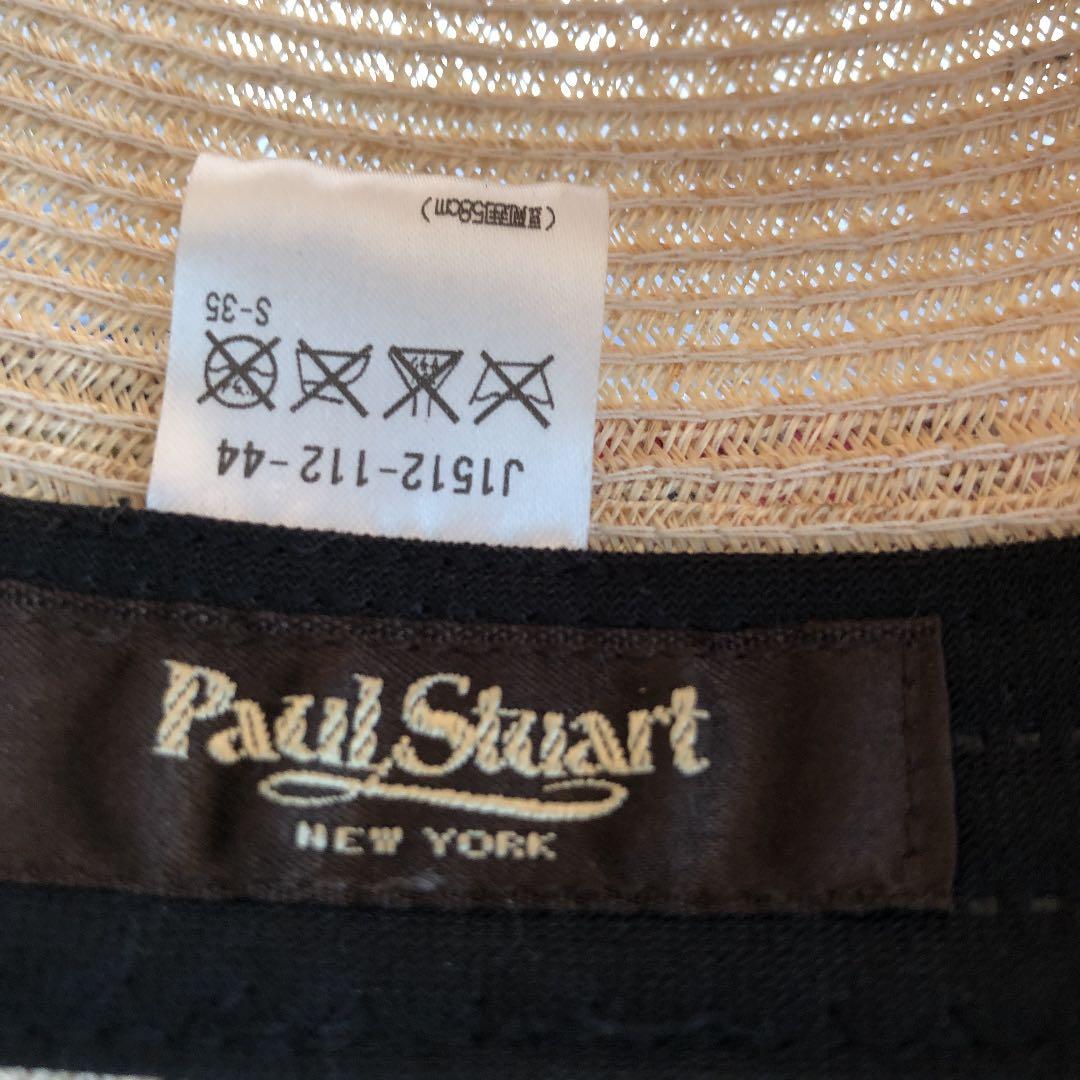 J1512-112-44
S-35
58cm
Paul Stuart
NEW YORK